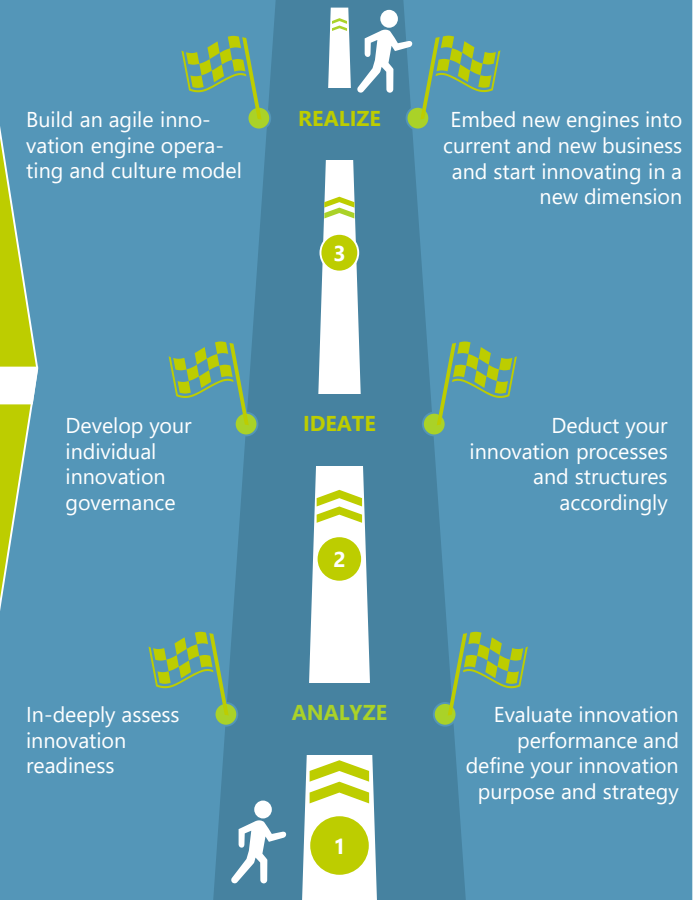 REALIZE
Build an agile inno-
vation engine opera-
ting and culture model
Embed new engines into
current and new business
and start innovating in a
new dimension
3
IDEATE
Develop your
individual
innovation
governance
Deduct your
innovation processes
and structures
accordingly
2
ANALYZE
In-deeply assess
innovation
readiness
Evaluate innovation
performance and
define your innovation
purpose and strategy
1